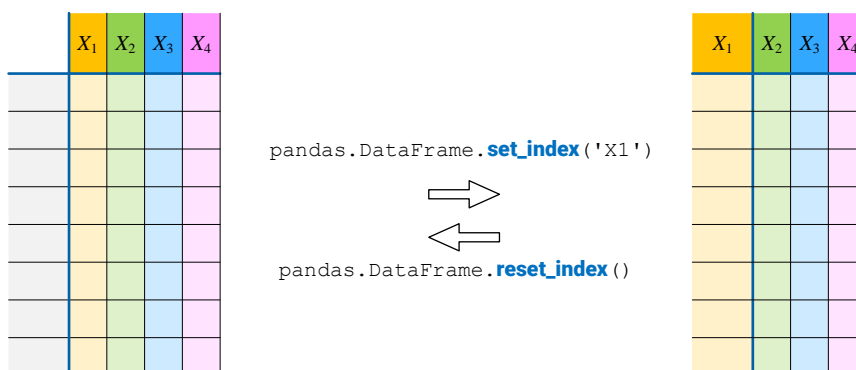 X1 X2 X3 X4
X1 X2 X3 X4
pandas.DataFrame.set_index('X1')
pandas.DataFrame.reset_index()